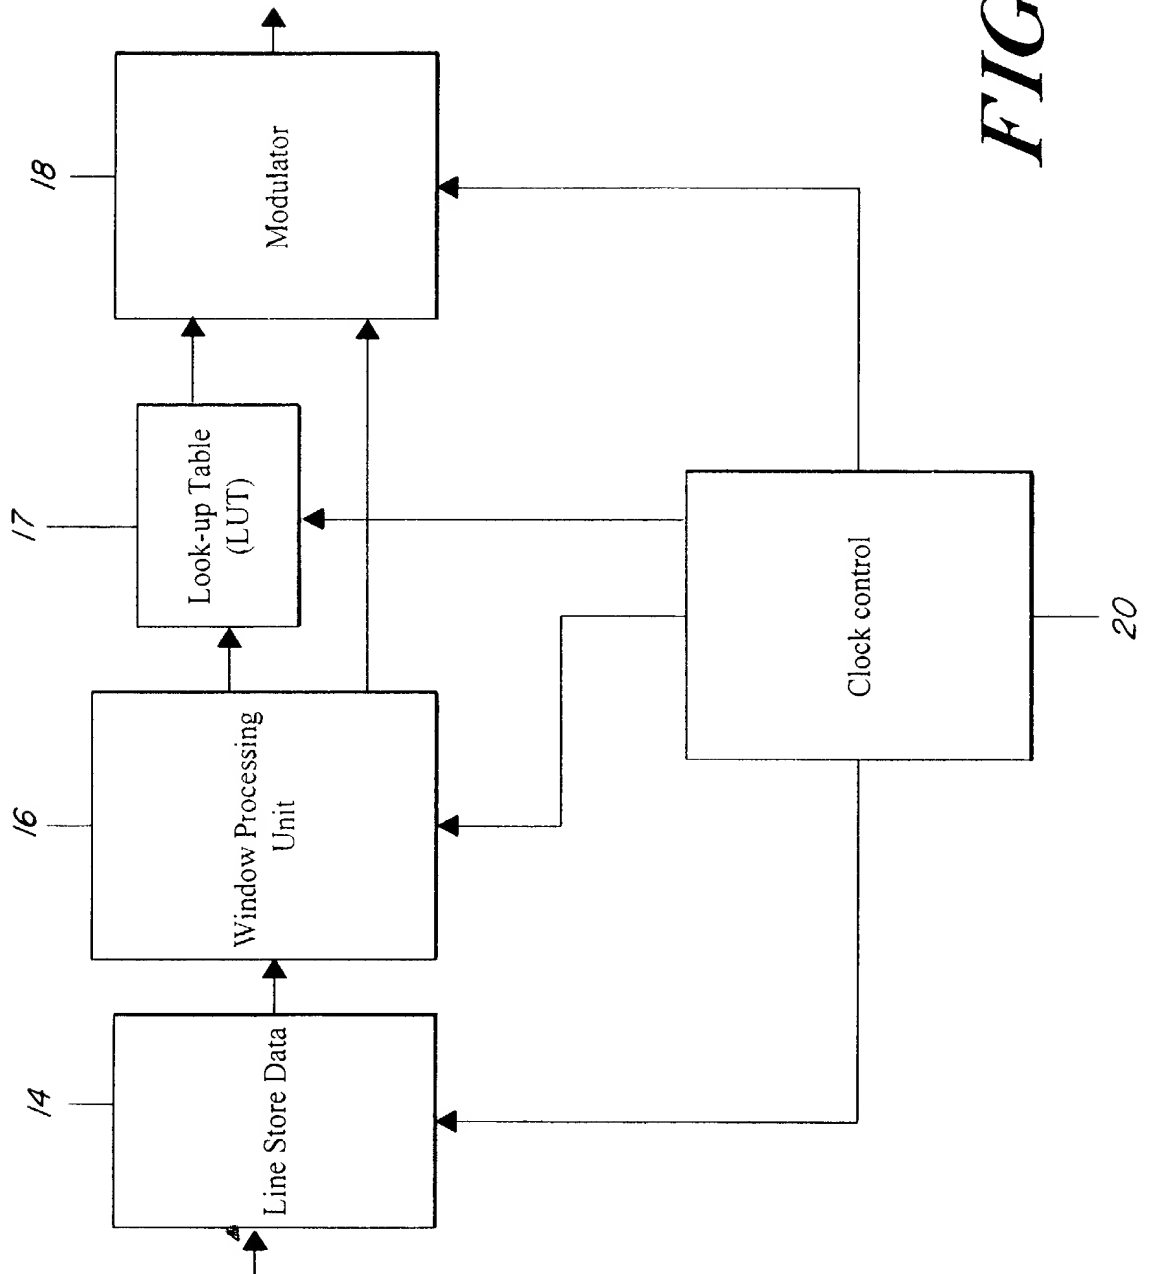 14
Line Store Data
16
Window Processing
Unit
17
Look-up Table
(LUT)
18
Modulator
Clock control
20
FIG